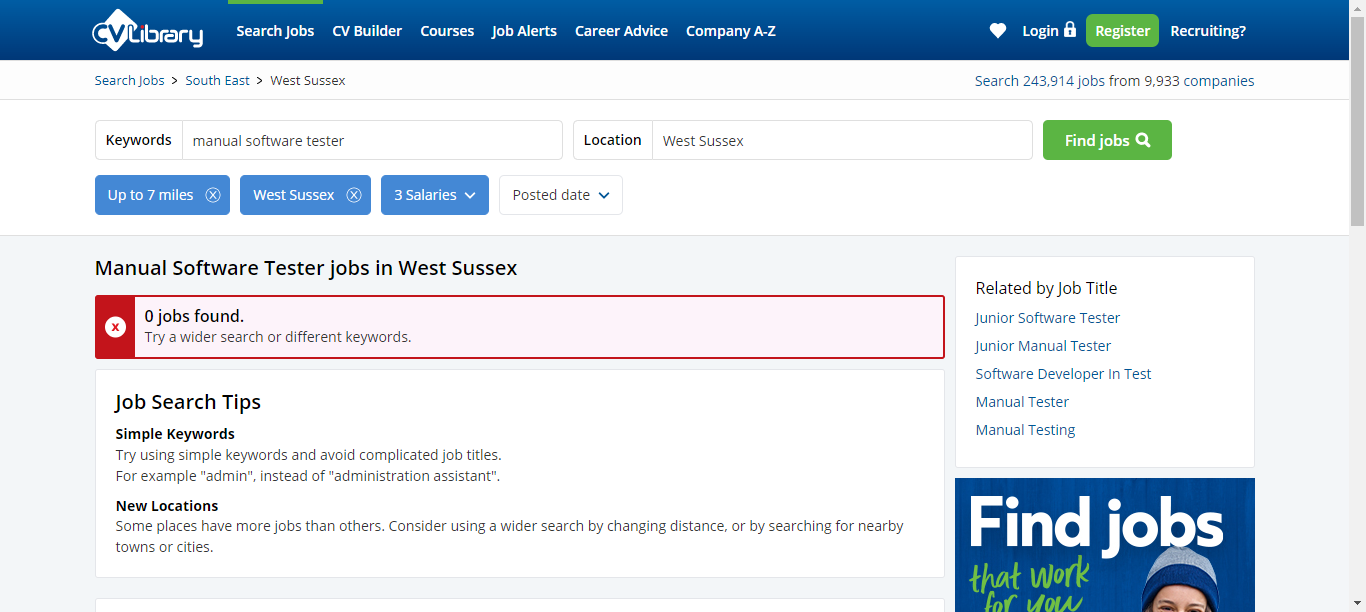 CVLibrary
Search Jobs CV Builder Courses Job Alerts Career Advice Company A-Z Login Register Recruiting?
Search Jobs > South East > West Sussex
Search 243,914 jobs from 9,933 companies
Keywords manual software tester Location West Sussex Find jobs
Up to 7 miles West Sussex 3 Salaries Posted date
Manual Software Tester jobs in West Sussex
x
0 jobs found.
Try a wider search or different keywords.
Job Search Tips
Simple Keywords
Try using simple keywords and avoid complicated job titles.
For example "admin", instead of "administration assistant".
New Locations
Some places have more jobs than others. Consider using a wider search by changing distance, or by searching for nearby
towns or cities.
Related by Job Title
Junior Software Tester
Junior Manual Tester
Software Developer In Test
Manual Tester
Manual Testing
Find jobs
that work
for you